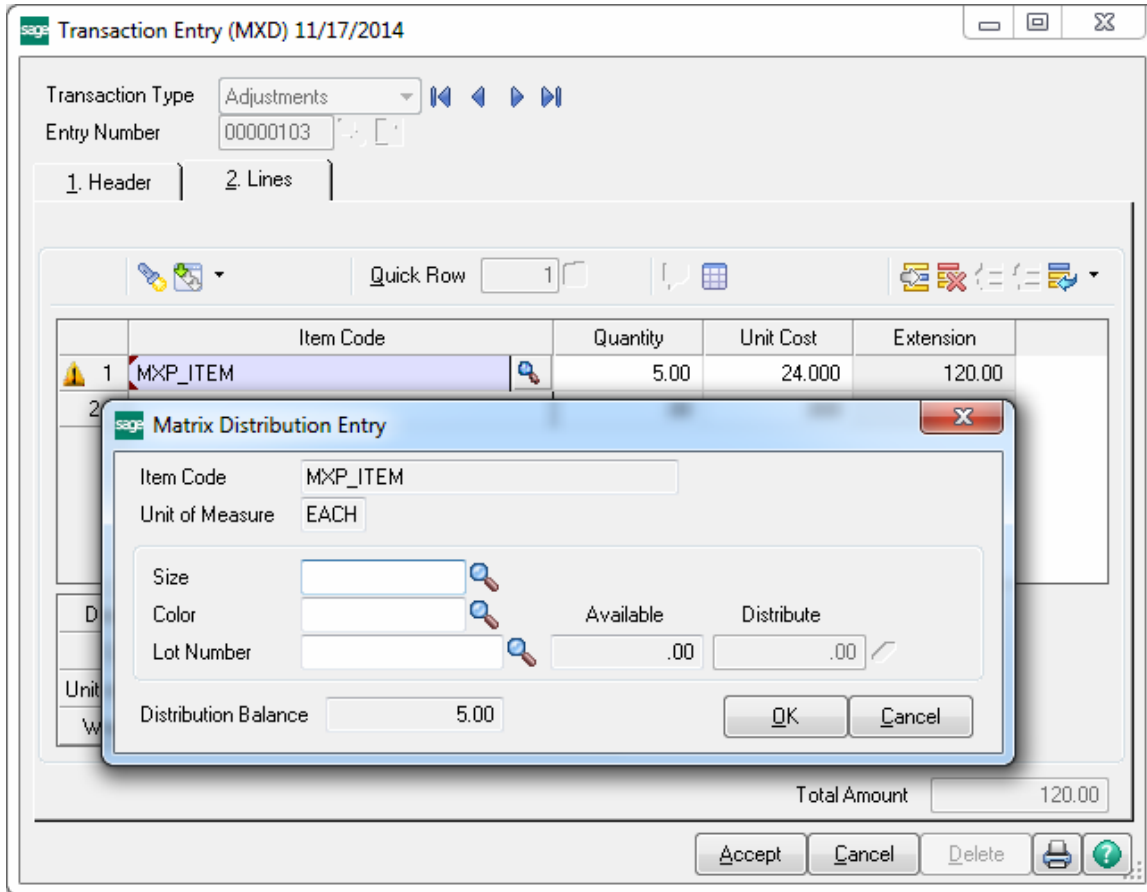 sage Transaction Entry (MXD) 11/17/2014
Transaction Type Adjustments
Entry Number 00000103
1. Header 2. Lines
Quick Row 1
Item Code Quantity Unit Cost Extension
1 MXP_ITEM 5.00 24.000 120.00
2
sage Matrix Distribution Entry
Item Code MXP_ITEM
Unit of Measure EACH
Size
Color Available Distribute
Lot Number .00 .00
D
Unit
W
Distribution Balance 5.00 OK Cancel
Total Amount 120.00
Accept Cancel Delete